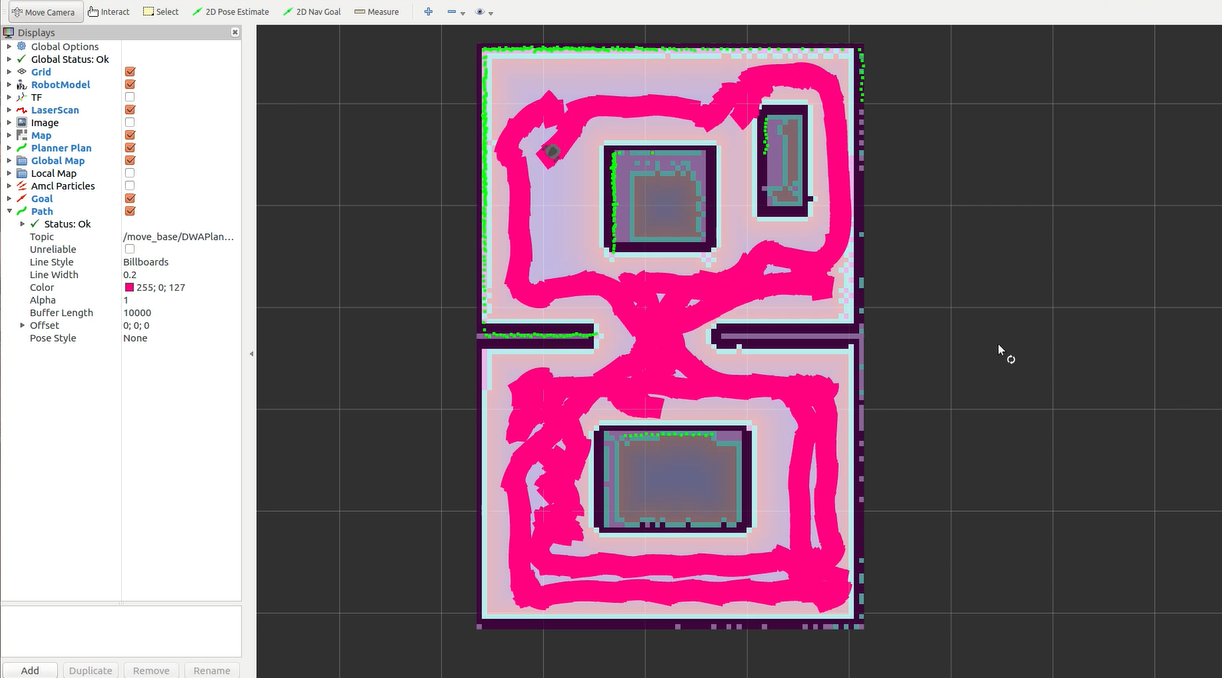 Move Camera Interact Select 2D Pose Estimate 2D Nav Goal Measure
Displays
Global Options
Global Status: Ok
Grid
RobotModel
TF
LaserScan
Image
Map
Planner Plan
Global Map
Local Map
Amcl Particles
Goal
Path
Status: Ok
Topic /move_base/DWAPlan...
Unreliable
Line Style Billboards
Line Width 0.2
Color 255; 0; 127
Alpha 1
Buffer Length 10000
Offset 0; 0; 0
Pose Style None
Add Duplicate Remove Rename